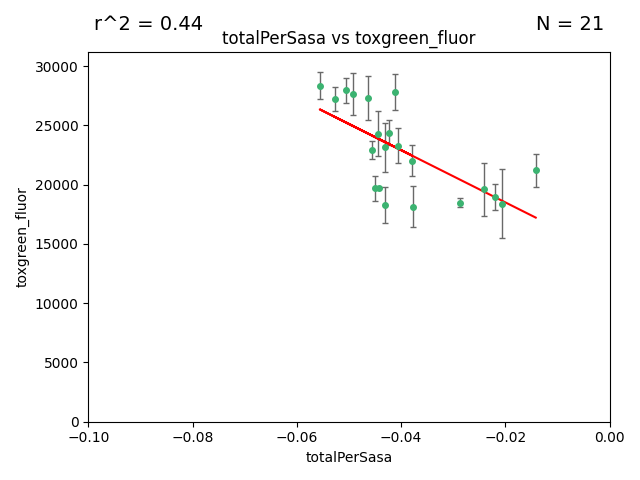 r^2 = 0.44
N = 21
totalPerSasa vs toxgreen_fluor
30000
25000
20000
15000
10000
5000
0
toxgreen_fluor
−0.10
−0.08
−0.06
−0.04
−0.02
0.00
totalPerSasa